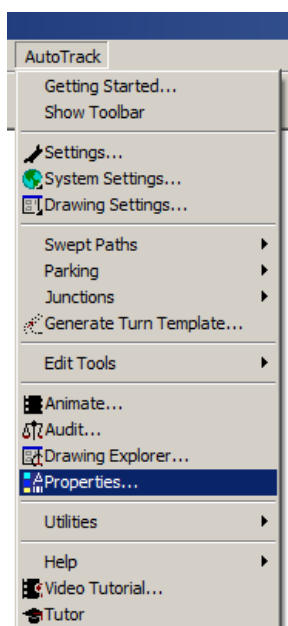 AutoTrack
Getting Started...
Show Toolbar
Settings...
System Settings...
Drawing Settings...
Swept Paths
Parking
Junctions
Generate Turn Template...
Edit Tools
Animate...
Audit...
Drawing Explorer...
Properties...
Utilities
Help
Video Tutorial...
Tutor